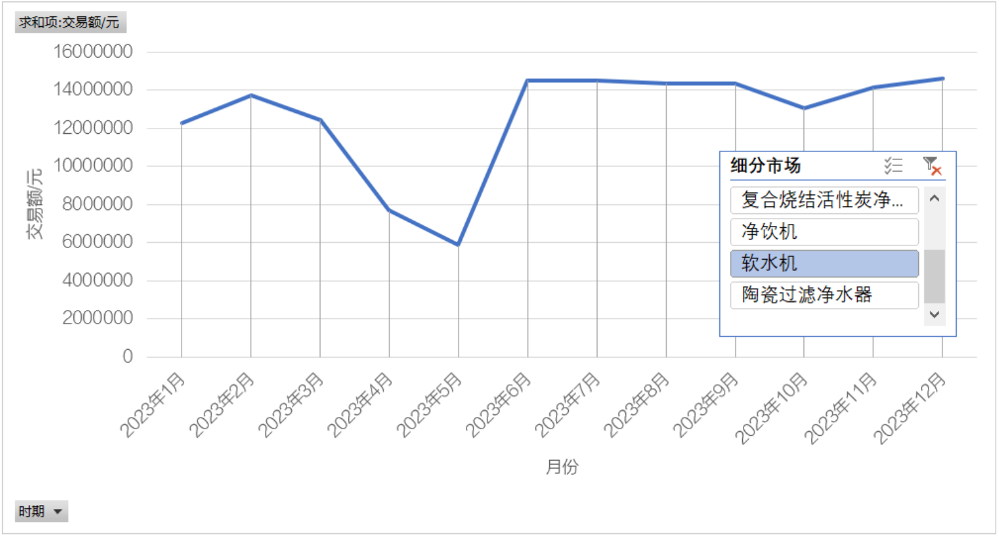 求和项:交易额/元
16000000
14000000
12000000
10000000
8000000
6000000
4000000
2000000
0
交易额/元
细分市场
复合烧结活性炭净...
净饮机
软水机
陶瓷过滤净水器
2023年1月
2023年2月
2023年3月
2023年4月
2023年5月
2023年6月
2023年7月
2023年8月
2023年9月
2023年10月
2023年11月
2023年12月
月份
时期